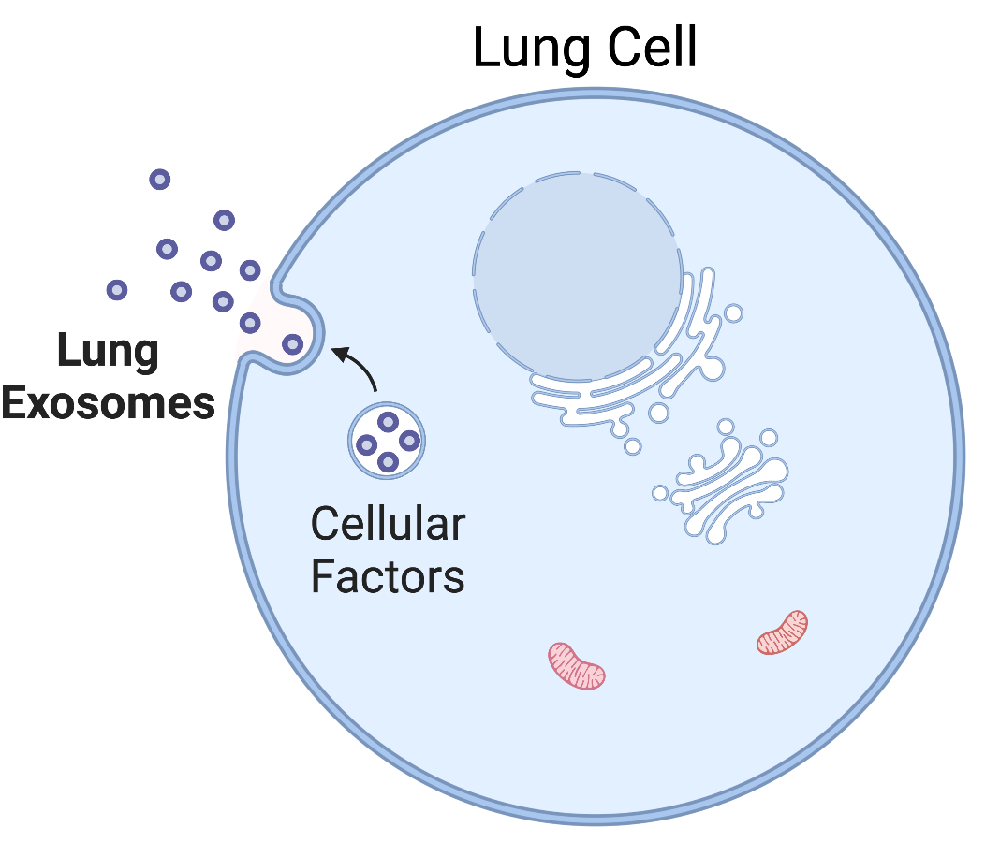 Lung Cell
Lung
Exosomes
Cellular
Factors